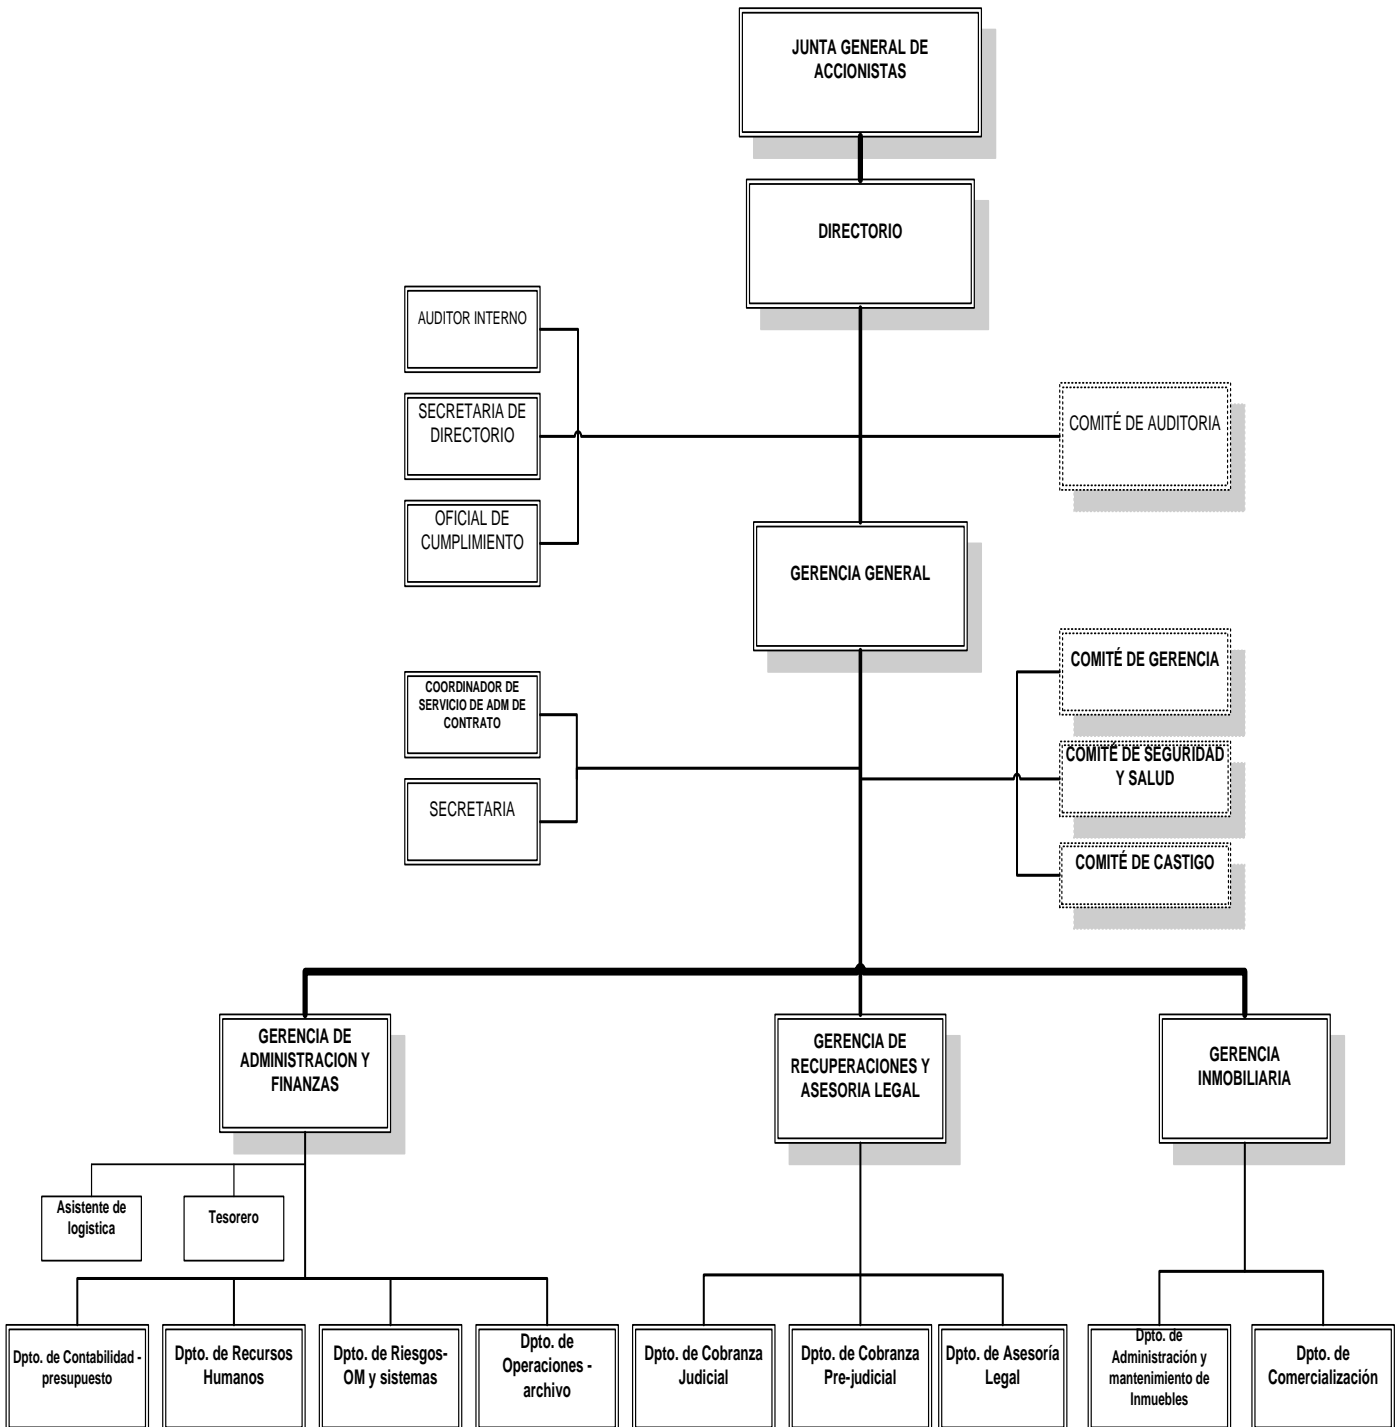 JUNTA GENERAL DE
ACCIONISTAS
DIRECTORIO
AUDITOR INTERNO
SECRETARIA DE
DIRECTORIO
COMITÉ DE AUDITORIA
OFICIAL DE
CUMPLIMIENTO
GERENCIA GENERAL
COORDINADOR DE
SERVICIO DE ADM DE
CONTRATO
SECRETARIA
COMITÉ DE GERENCIA
COMITÉ DE SEGURIDAD
Y SALUD
COMITÉ DE CASTIGO
GERENCIA DE
ADMINISTRACION Y
FINANZAS
GERENCIA DE
RECUPERACIONES Y
ASESORIA LEGAL
GERENCIA
INMOBILIARIA
Asistente de
logistica
Tesorero
Dpto. de Contabilidad -
presupuesto
Dpto. de Recursos
Humanos
Dpto. de Riesgos-
OM y sistemas
Dpto. de
Operaciones -
archivo
Dpto. de Cobranza
Judicial
Dpto. de Cobranza
Pre-judicial
Dpto. de Asesoría
Legal
Dpto. de
Administración y
mantenimiento de
Inmuebles
Dpto. de
Comercialización